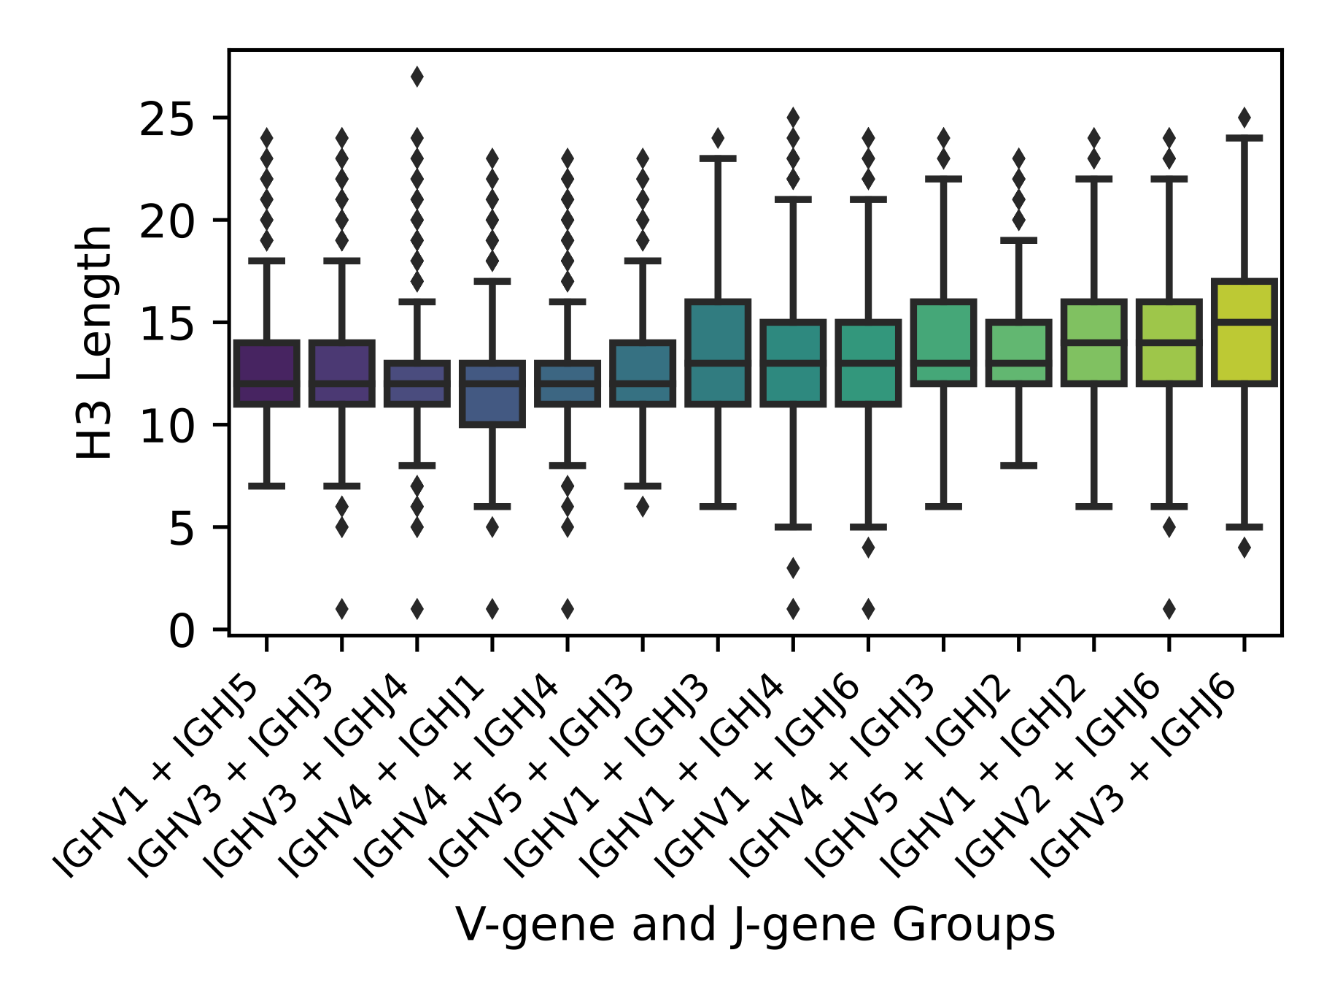 25
20
15
10
5
0
H3 Length
IGHV1 + IGHJ5
IGHV3 + IGHJ3
IGHV3 + IGHJ4
IGHV4 + IGHJ1
IGHV4 + IGHJ4
IGHV5 + IGHJ3
IGHV1 + IGHJ3
IGHV1 + IGHJ4
IGHV1 + IGHJ6
IGHV4 + IGHJ3
IGHV5 + IGHJ2
IGHV1 + IGHJ2
IGHV2 + IGHJ6
IGHV3 + IGHJ6
V-gene and J-gene Groups